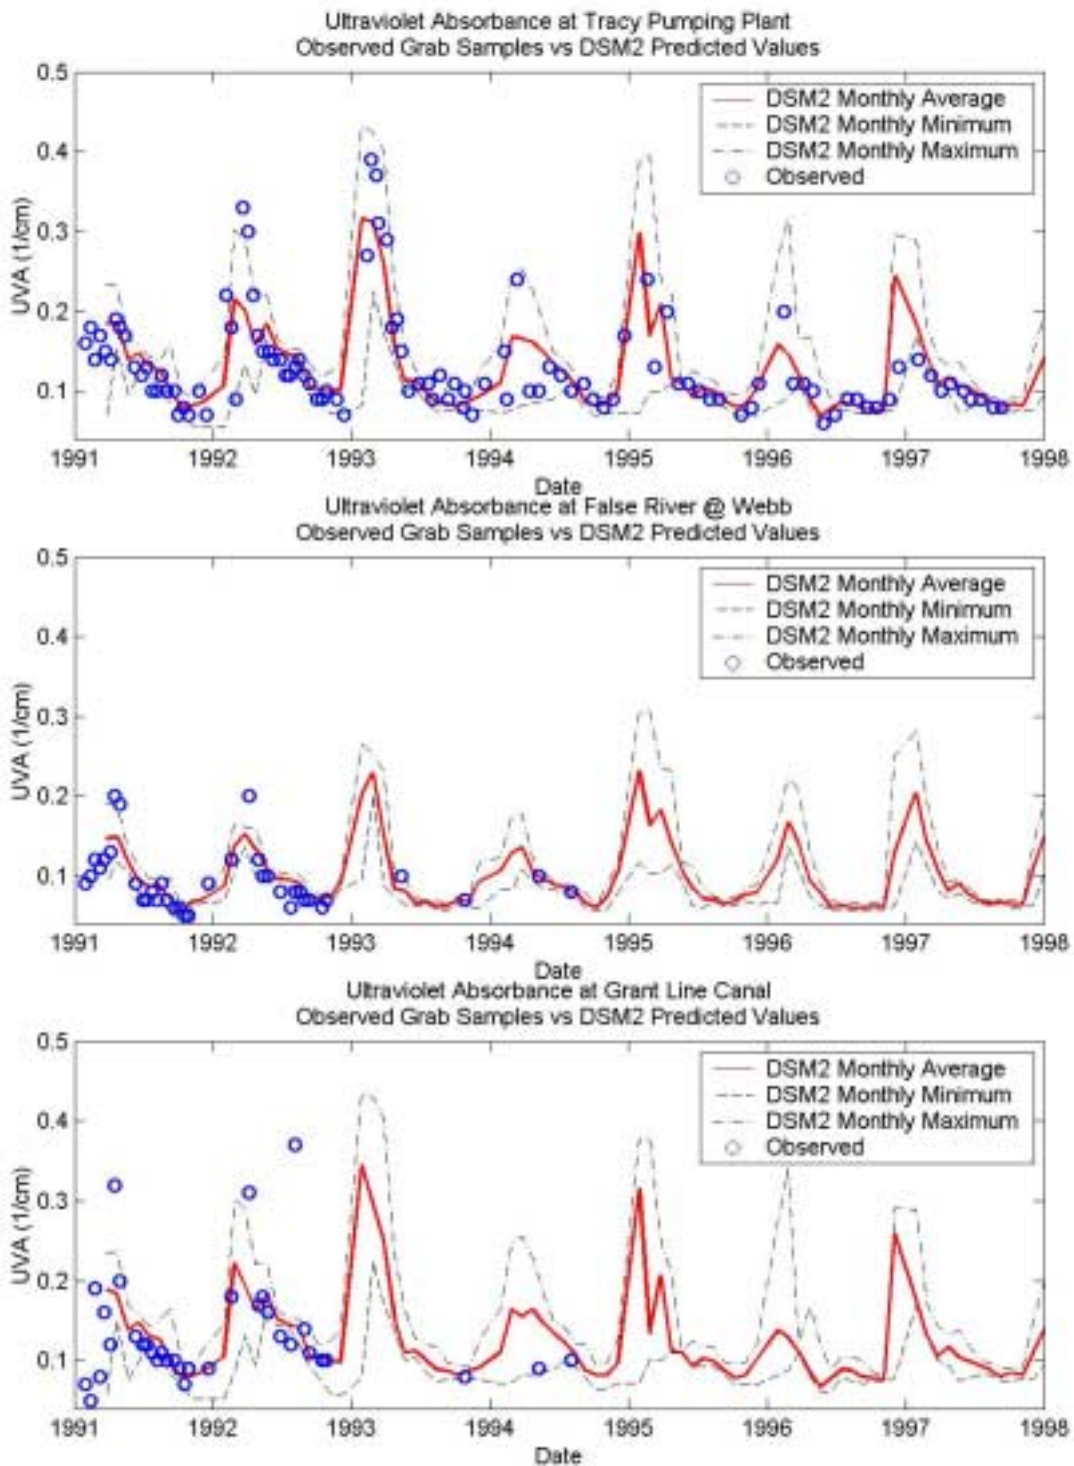 Ultraviolet Absorbance at Tracy Pumping Plant
Observed Grab Samples vs DSM2 Predicted Values
0.5
0.4
0.3
0.2
0.1
UVA (1/cm)
DSM2 Monthly Average
DSM2 Monthly Minimum
DSM2 Monthly Maximum
Observed
1991 1992 1993 1994 1995 1996 1997 1998
Date
Ultraviolet Absorbance at False River @ Webb
Observed Grab Samples vs DSM2 Predicted Values
0.5
0.4
0.3
0.2
0.1
UVA (1/cm)
DSM2 Monthly Average
DSM2 Monthly Minimum
DSM2 Monthly Maximum
Observed
1991 1992 1993 1994 1995 1996 1997 1998
Date
Ultraviolet Absorbance at Grant Line Canal
Observed Grab Samples vs DSM2 Predicted Values
0.5
0.4
0.3
0.2
0.1
UVA (1/cm)
DSM2 Monthly Average
DSM2 Monthly Minimum
DSM2 Monthly Maximum
Observed
1991 1992 1993 1994 1995 1996 1997 1998
Date